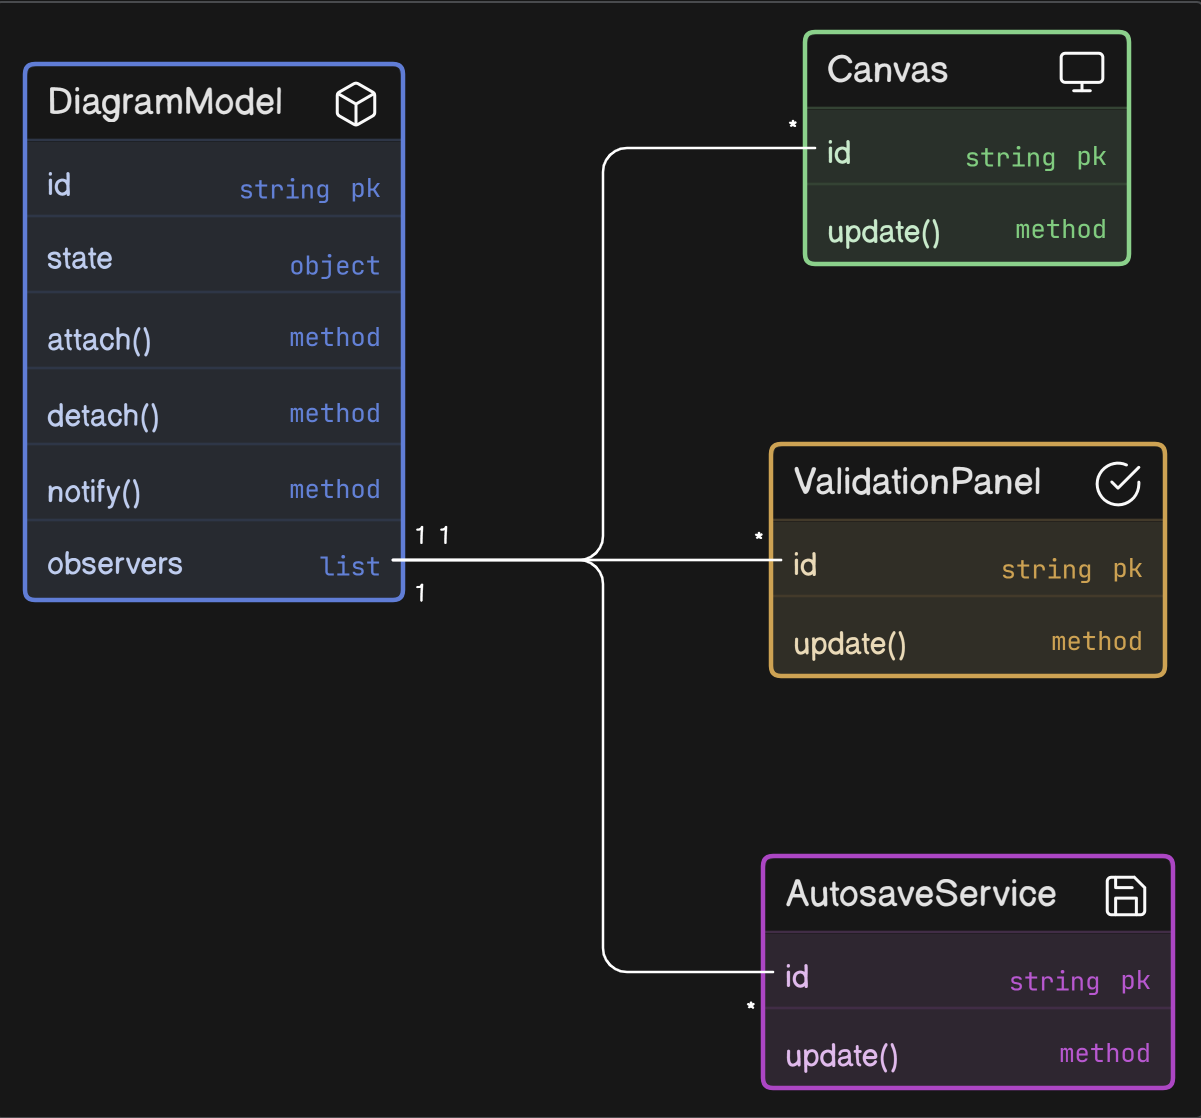 DiagramModel
id string pk
state object
attach() method
detach() method
notify() method
observers list
1 1
1
*
Canvas
id string pk
update() method
*
ValidationPanel
id string pk
update() method
*
AutosaveService
id string pk
update() method